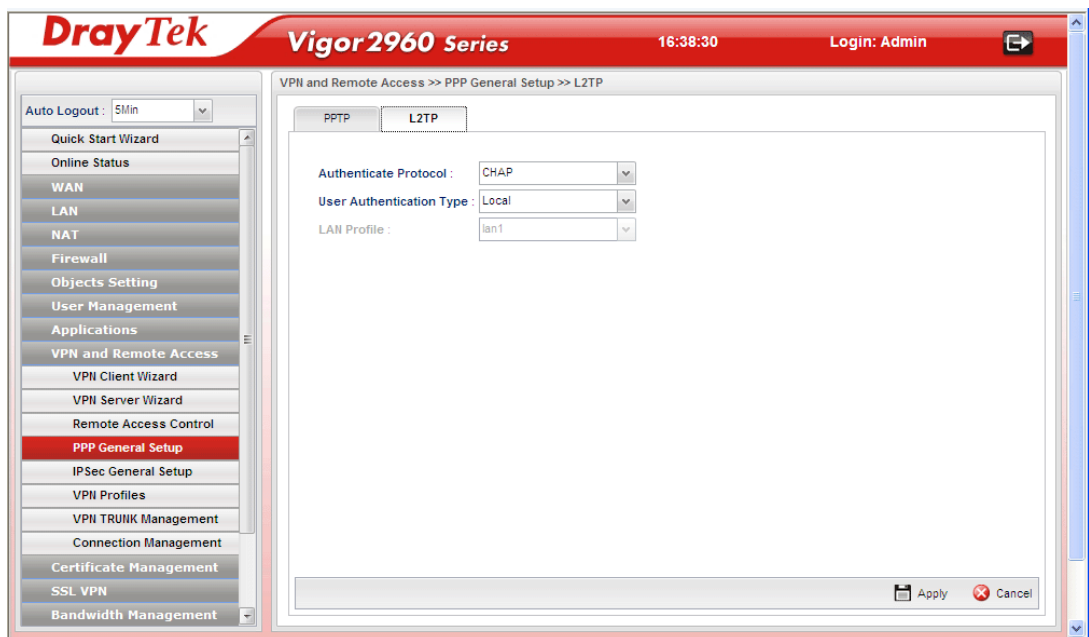 DrayTek
Vigor2960 Series
16:38:30
Login: Admin
Auto Logout : 5Min
Quick Start Wizard
Online Status
WAN
LAN
NAT
Firewall
Objects Setting
User Management
Applications
VPN and Remote Access
VPN Client Wizard
VPN Server Wizard
Remote Access Control
PPP General Setup
IPSec General Setup
VPN Profiles
VPN TRUNK Management
Connection Management
Certificate Management
SSL VPN
Bandwidth Management
VPN and Remote Access >> PPP General Setup >> L2TP
PPTP L2TP
Authenticate Protocol : CHAP
User Authentication Type : Local
LAN Profile : lan1
Apply Cancel